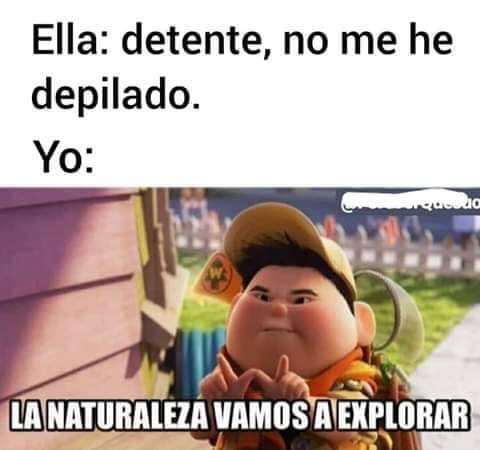 Ella: detente, no me he
depilado.
Yo:
W
LA NATURALEZA VAMOS A EXPLORAR